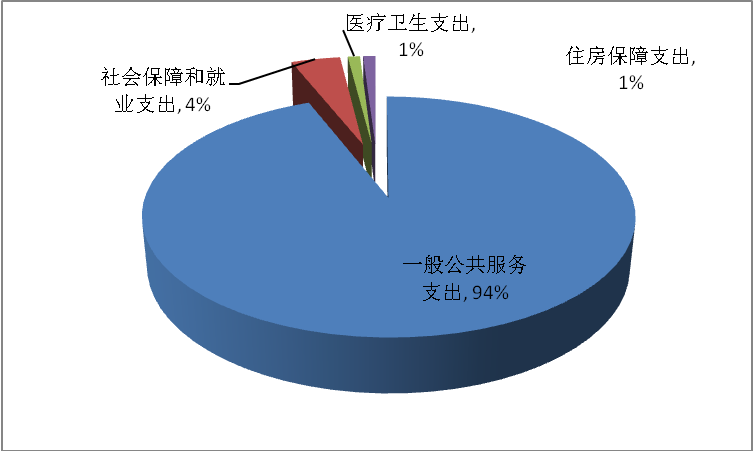 医疗卫生支出,
1%
住房保障支出,
1%
社会保障和就
业支出, 4%
一般公共服务
支出, 94%